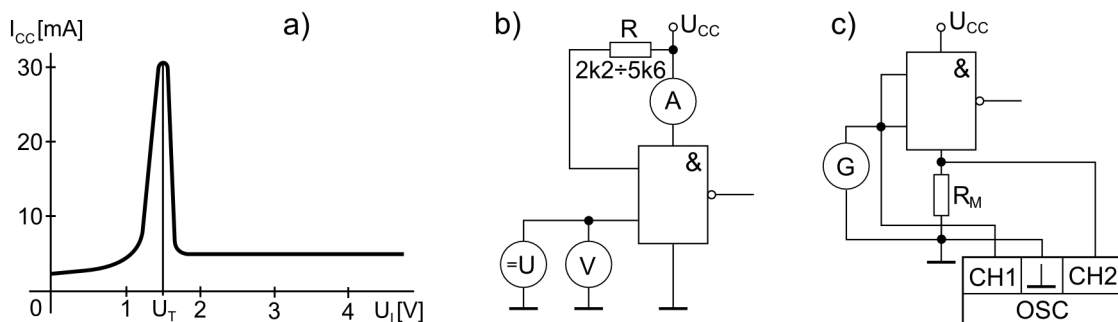 I_CC[mA]
a)
30
20
10
0
1
U_T
2
3
4
U_I[V]
b)
R
U_CC
2k2÷5k6
A
&
=U
V
c)
U_CC
&
G
R_M
CH1
⊥
CH2
OSC